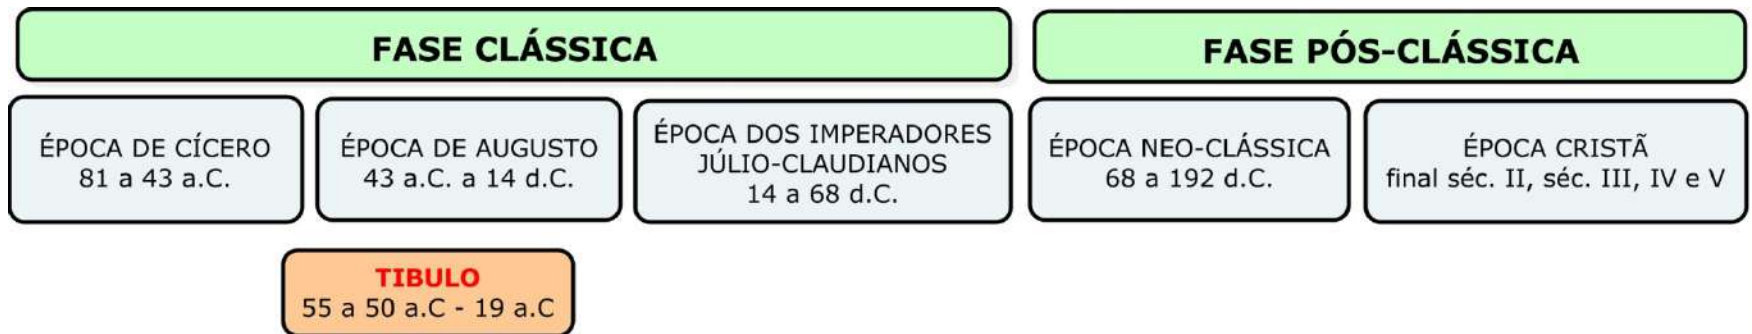 FASE CLÁSSICA
FASE PÓS-CLÁSSICA
ÉPOCA DE CÍCERO
81 a 43 a.C.
ÉPOCA DE AUGUSTO
43 a.C. a 14 d.C.
ÉPOCA DOS IMPERADORES
JÚLIO-CLAUDIANOS
14 a 68 d.C.
ÉPOCA NEO-CLÁSSICA
68 a 192 d.C.
ÉPOCA CRISTÃ
final séc. II, séc. III, IV e V
TIBULO
55 a 50 a.C - 19 a.C